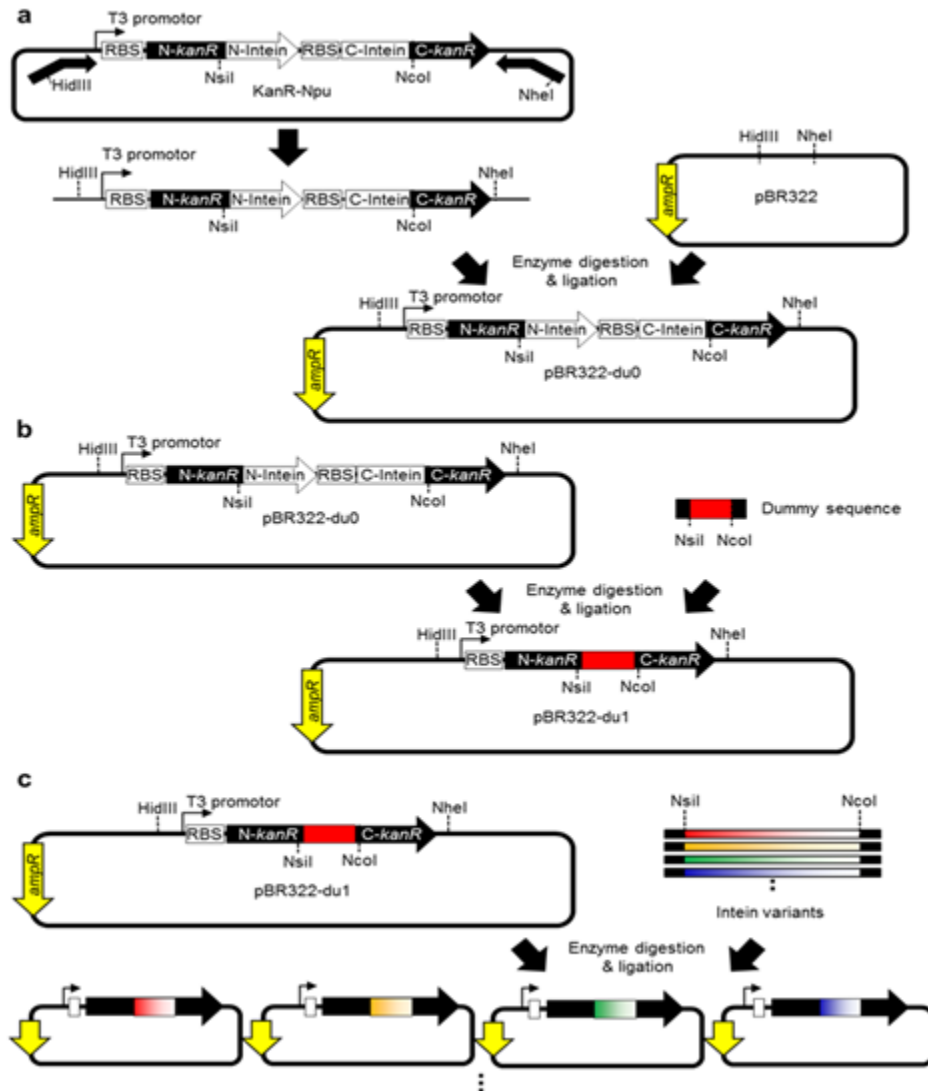 a
T3 promotor
RBS N-kanR N-Intein RBS C-Intein C-kanR
HidIII NsiI NcoI NheI
KanR-Npu
T3 promotor
HidIII NheI
RBS N-kanR N-Intein RBS C-Intein C-kanR
NsiI NcoI
HidIII NheI
ampR
pBR322
Enzyme digestion
& ligation
T3 promotor
HidIII NheI
RBS N-kanR N-Intein RBS C-Intein C-kanR
NsiI NcoI
ampR
pBR322-du0
b
T3 promotor
HidIII NheI
RBS N-kanR N-Intein RBS C-Intein C-kanR
NsiI NcoI
ampR
pBR322-du0
Dummy sequence
NsiI NcoI
Enzyme digestion
& ligation
T3 promotor
HidIII NheI
RBS N-kanR C-kanR
NsiI NcoI
ampR
pBR322-du1
c
T3 promotor
HidIII NheI
RBS N-kanR C-kanR
NsiI NcoI
ampR
pBR322-du1
NsiI NcoI
Intein variants
Enzyme digestion
& ligation